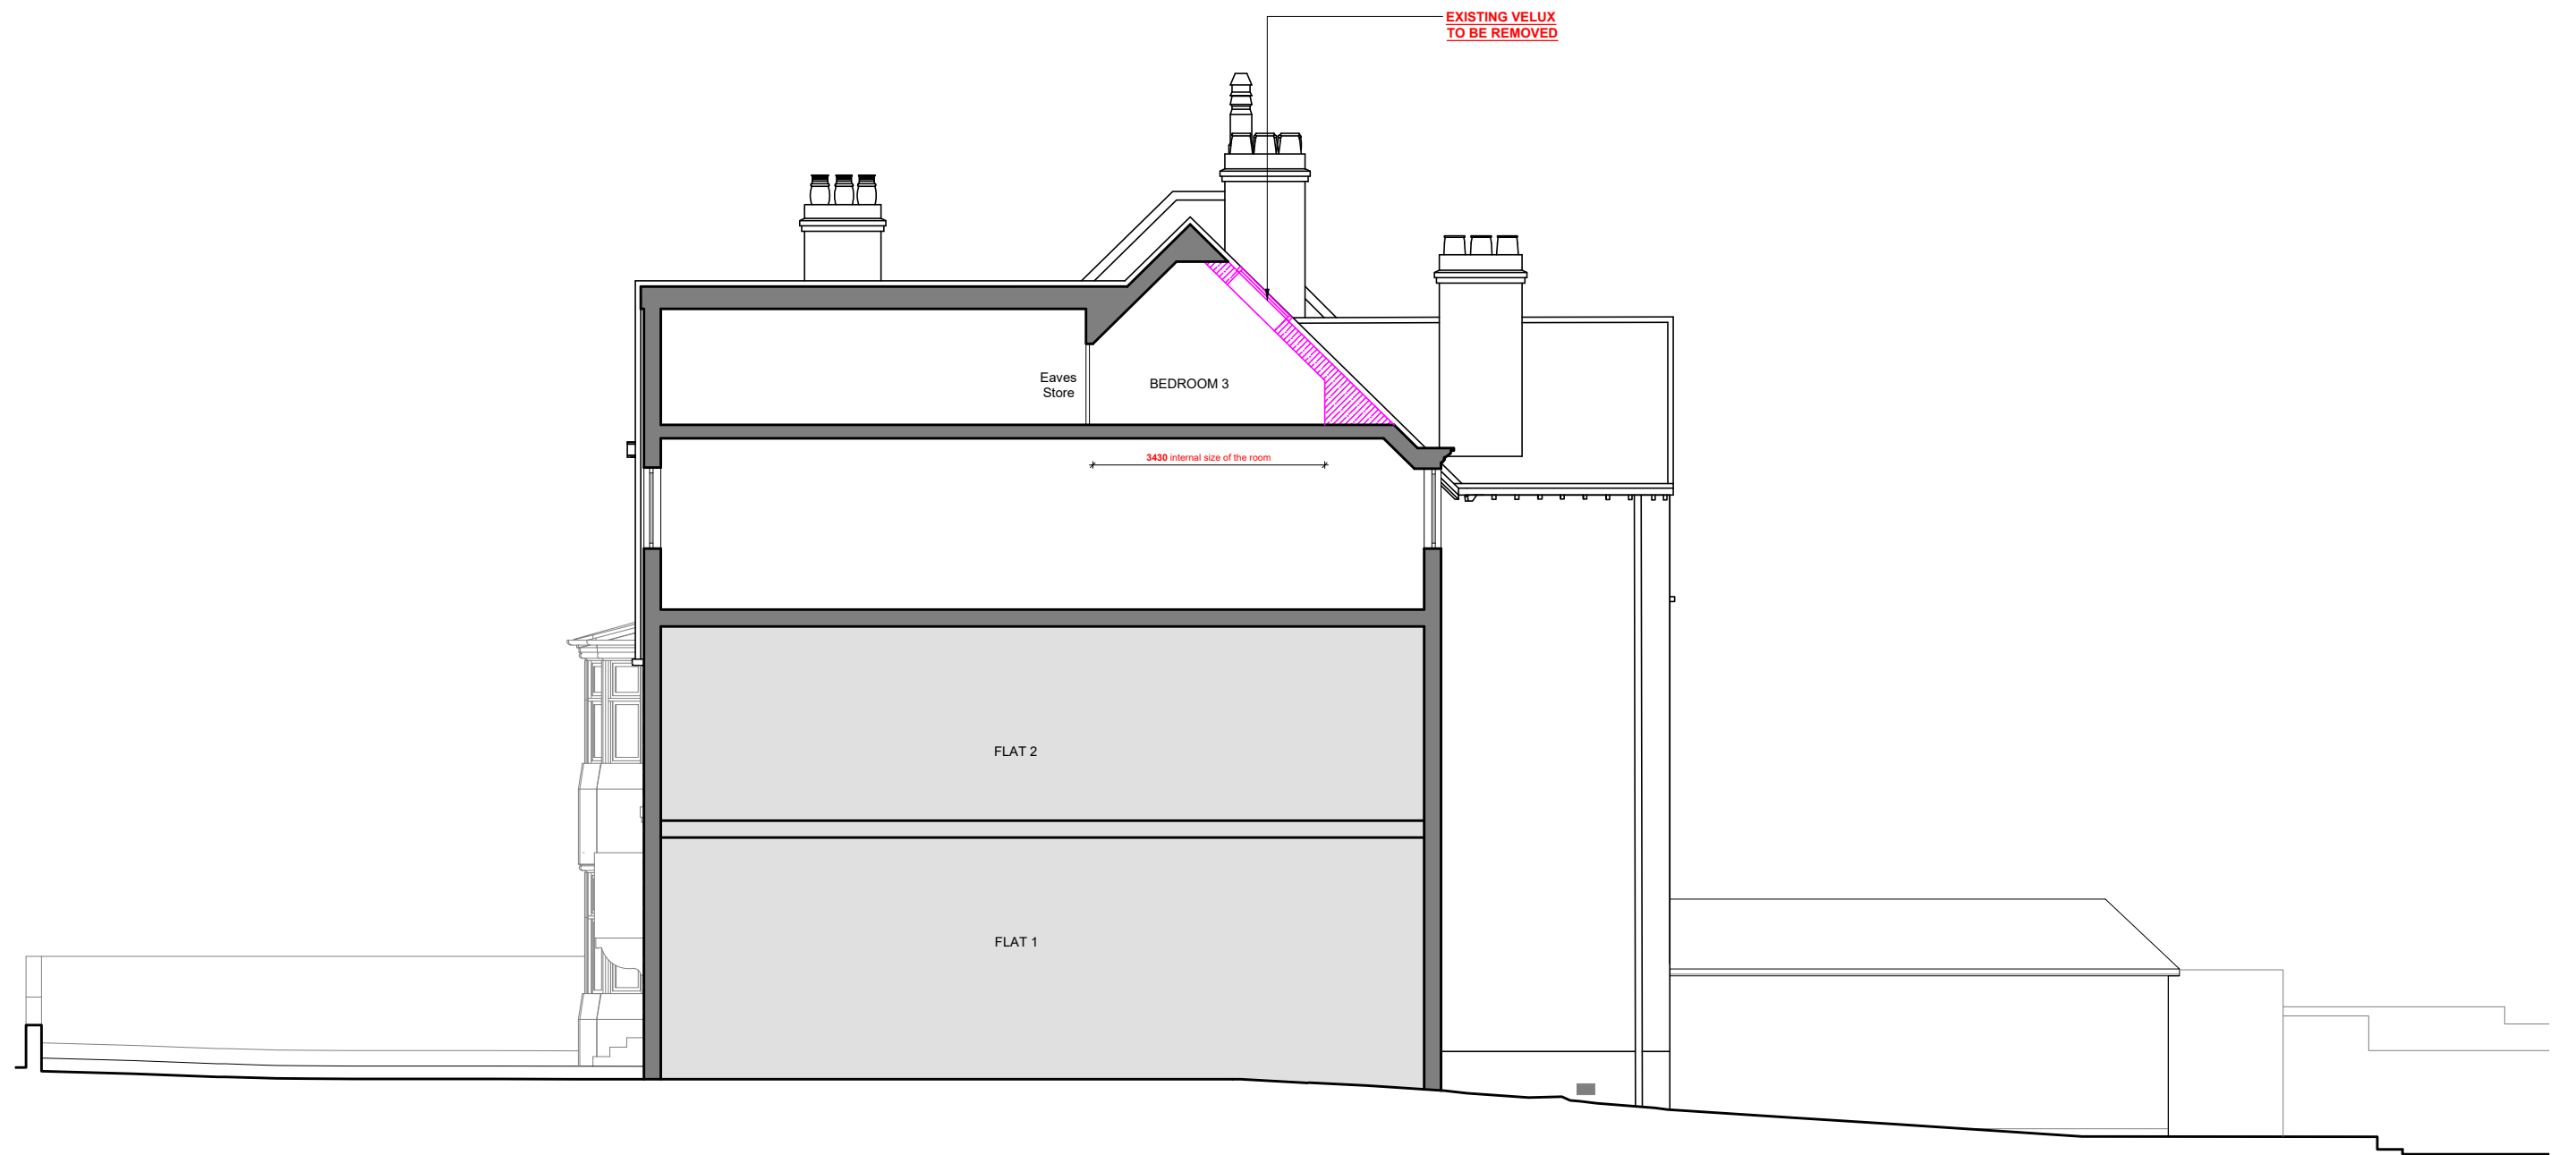 EXISTING VELUX
TO BE REMOVED
Eaves
Store
BEDROOM 3
3430 internal size of the room
FLAT 2
FLAT 1